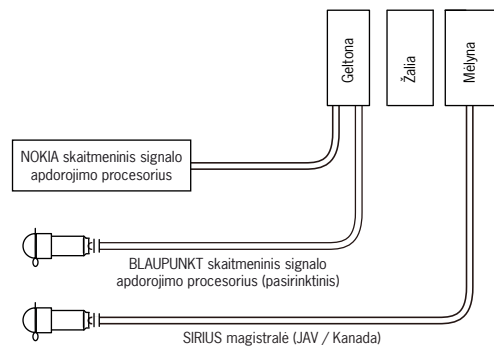 Geltona
Žalia
Mėlyna
NOKIA skaitmeninis signalo
apdorojimo procesorius
BLAUPUNKT skaitmeninis signalo
apdorojimo procesorius (pasirinktinis)
SIRIUS magistralė (JAV / Kanada)